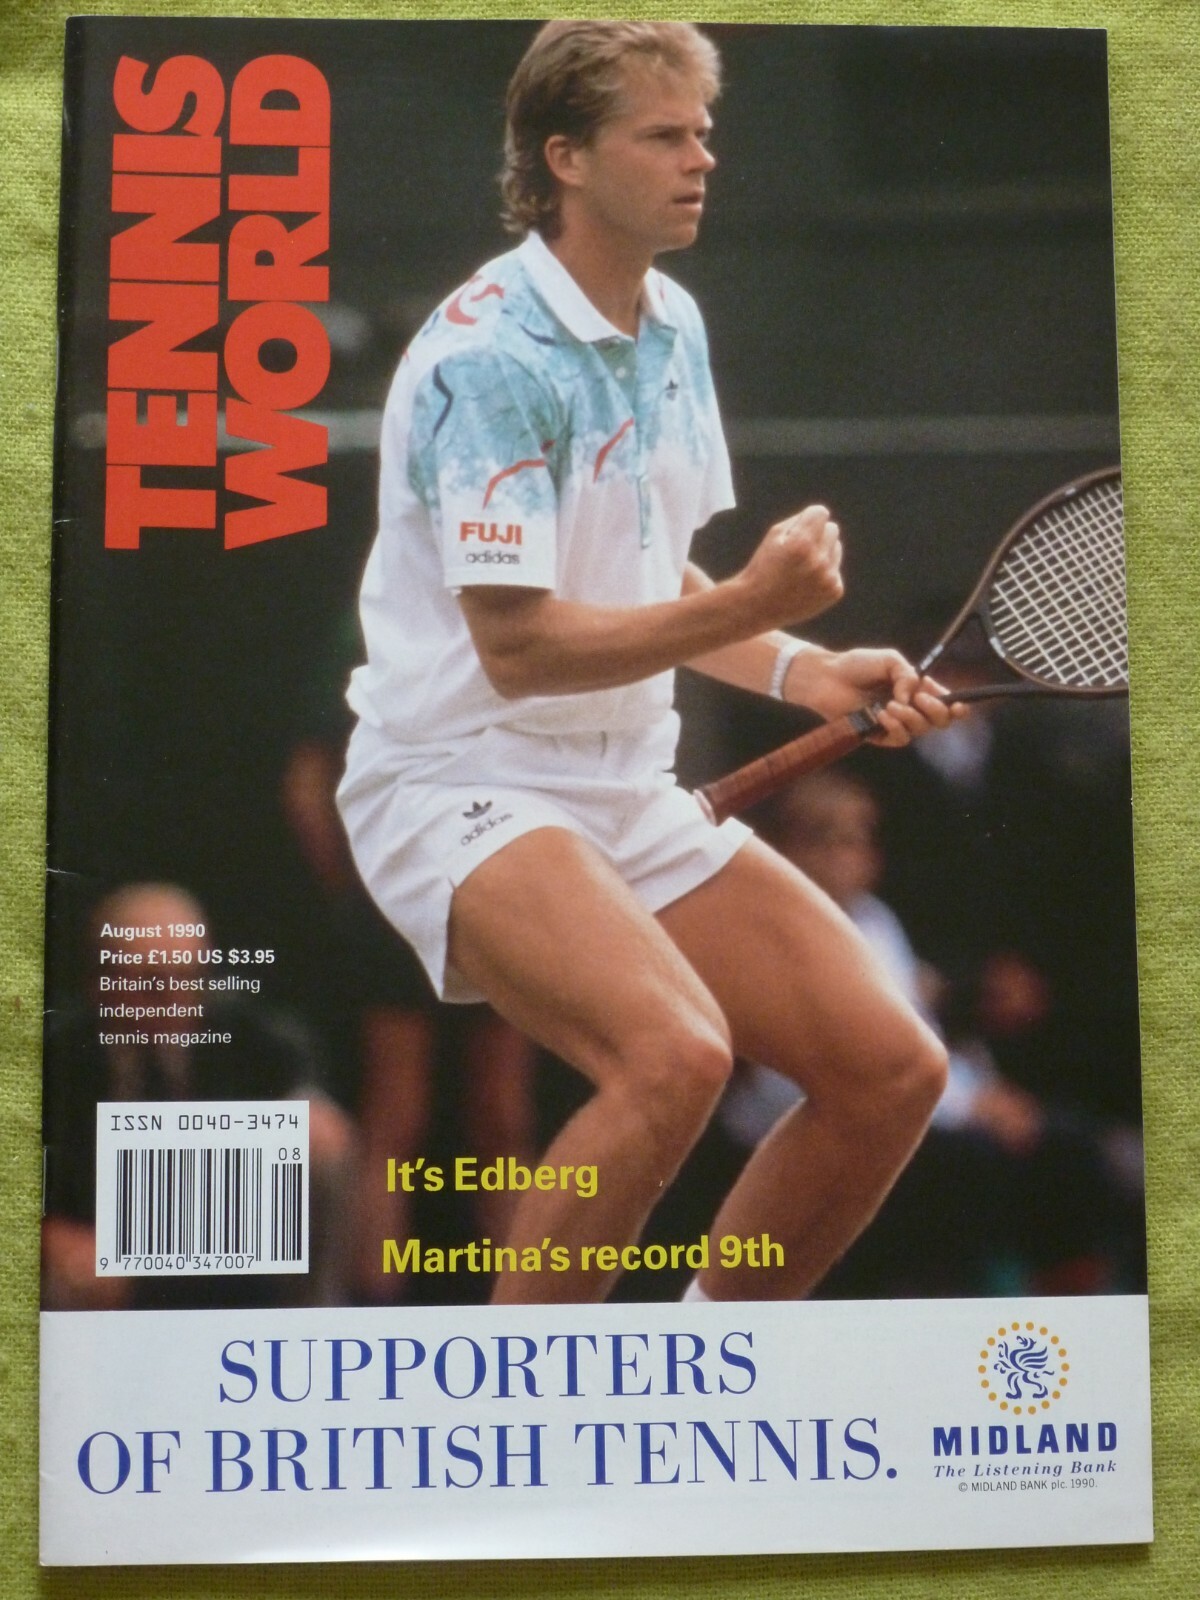 TENNIS
WORLD
FUJI
adidas
adidas
August 1990
Price £1.50 US $3.95
Britain's best selling
independent
tennis magazine
ISSN 0040-3474
08
9 770040 347007
It's Edberg
Martina's record 9th
SUPPORTERS
OF BRITISH TENNIS.
MIDLAND
The Listening Bank
© MIDLAND BANK plc. 1990.